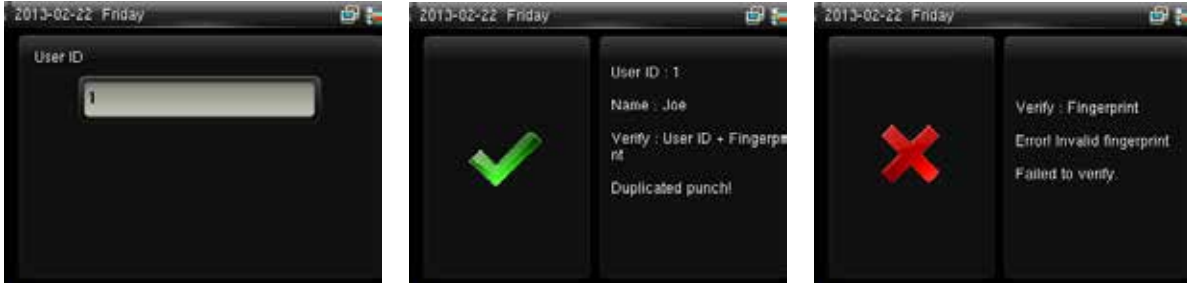 2013-02-22 Friday
User ID
1
2013-02-22 Friday
User ID : 1
Name : Joe
Verify : User ID + Fingerpri
nt
Duplicated punch!
2013-02-22 Friday
Verify : Fingerprint
Error! Invalid fingerprint
Failed to verify.